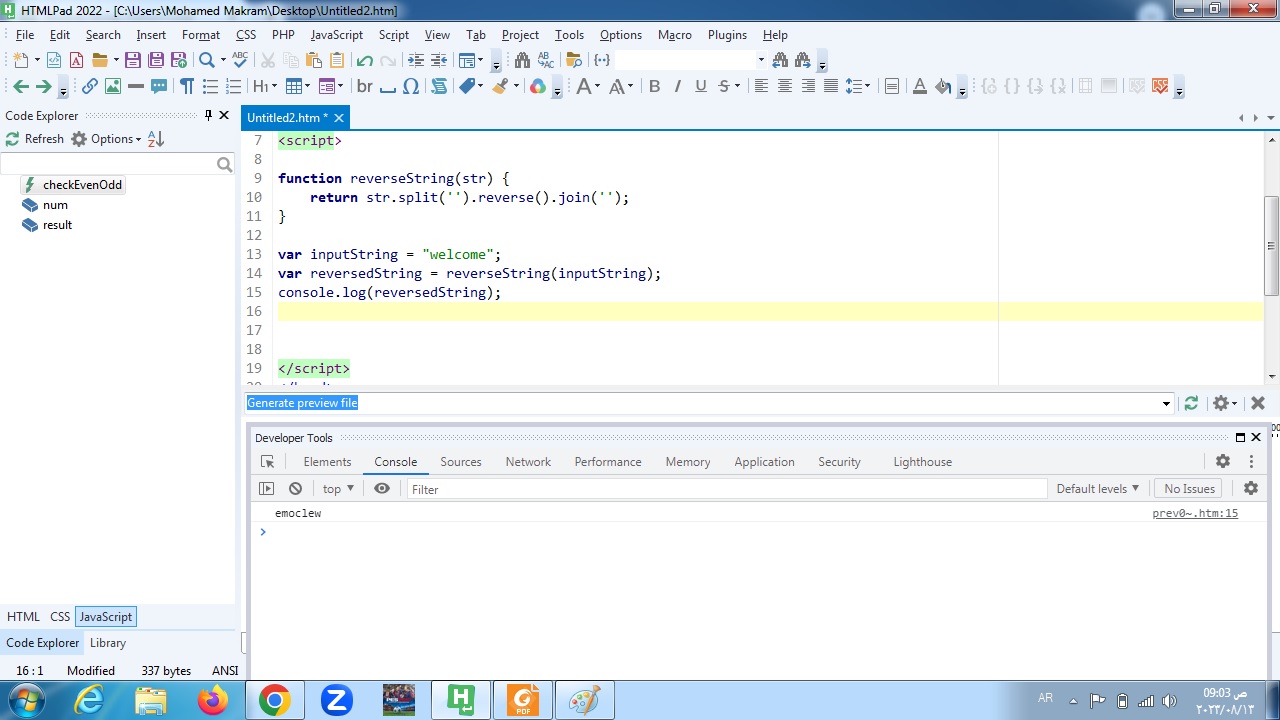 HTMLPad 2022 - [C:\Users\Mohamed Makram\Desktop\Untitled2.htm]
File Edit Search Insert Format CSS PHP JavaScript Script View Tab Project Tools Options Macro Plugins Help
Code Explorer
Refresh Options
checkEvenOdd
num
result
HTML CSS JavaScript
Code Explorer Library
16 : 1 Modified 337 bytes ANSI
Untitled2.htm *
7 <script>
8
9 function reverseString(str) {
10 return str.split('').reverse().join('');
11 }
12
13 var inputString = "welcome";
14 var reversedString = reverseString(inputString);
15 console.log(reversedString);
16
17
18
19 </script>
Generate preview file
Developer Tools
Elements Console Sources Network Performance Memory Application Security Lighthouse
top Filter Default levels No Issues
emoclew prev0~.htm:15
AR
09:03 ص
٢٠٢٣/٠٨/١٣